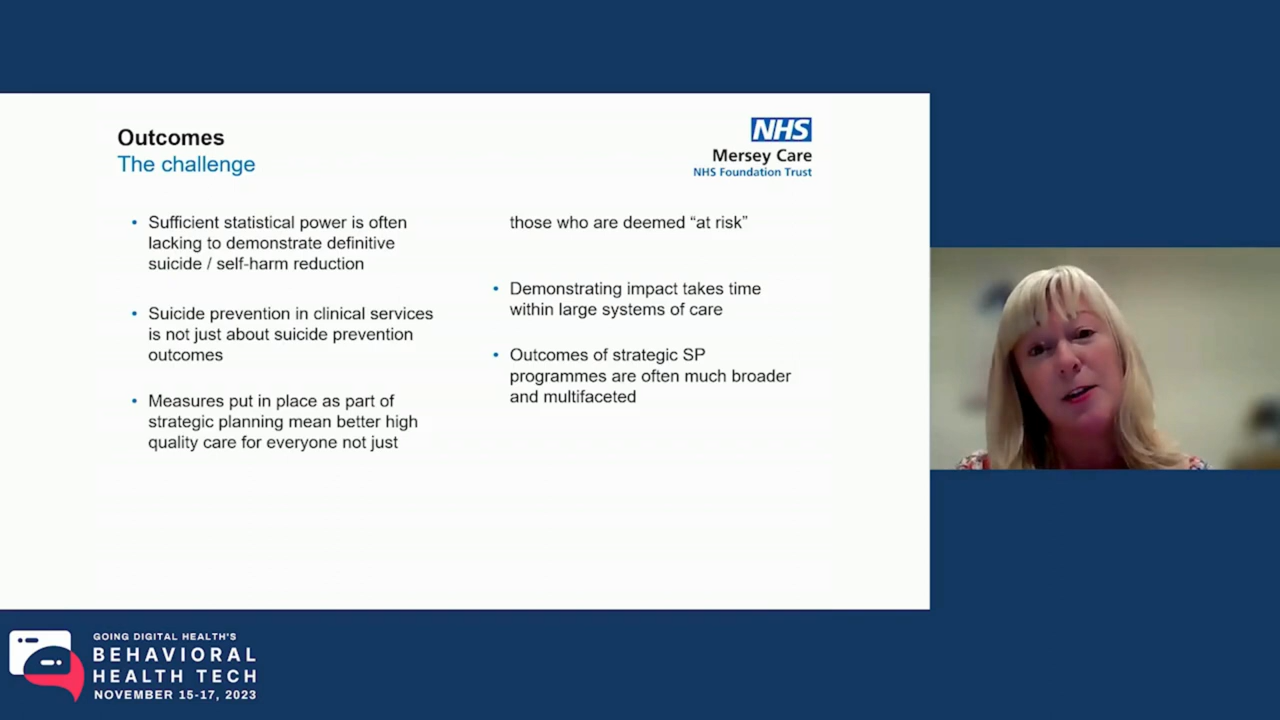 Outcomes
The challenge
NHS
Mersey Care
NHS Foundation Trust
• Sufficient statistical power is often
lacking to demonstrate definitive
suicide / self-harm reduction
• Suicide prevention in clinical services
is not just about suicide prevention
outcomes
• Measures put in place as part of
strategic planning mean better high
quality care for everyone not just
those who are deemed “at risk”
• Demonstrating impact takes time
within large systems of care
• Outcomes of strategic SP
programmes are often much broader
and multifaceted
GOING DIGITAL HEALTH'S
BEHAVIORAL
HEALTH TECH
NOVEMBER 15-17, 2023